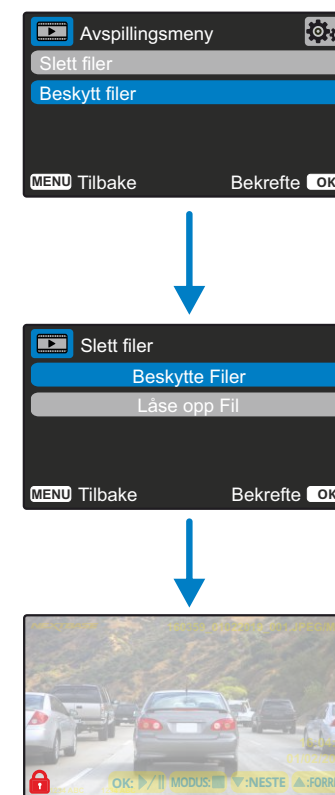 Avspillingsmeny
Slett filer
Beskytt filer
MENU Tilbake Bekrefte OK
Slett filer
Beskytte Filer
Låse opp Fil
MENU Tilbake Bekrefte OK
OK: MODUS: :NESTE :FORRI